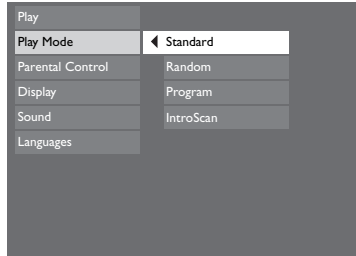 Play
Play Mode
Standard
Parental Control
Random
Display
Program
Sound
IntroScan
Languages